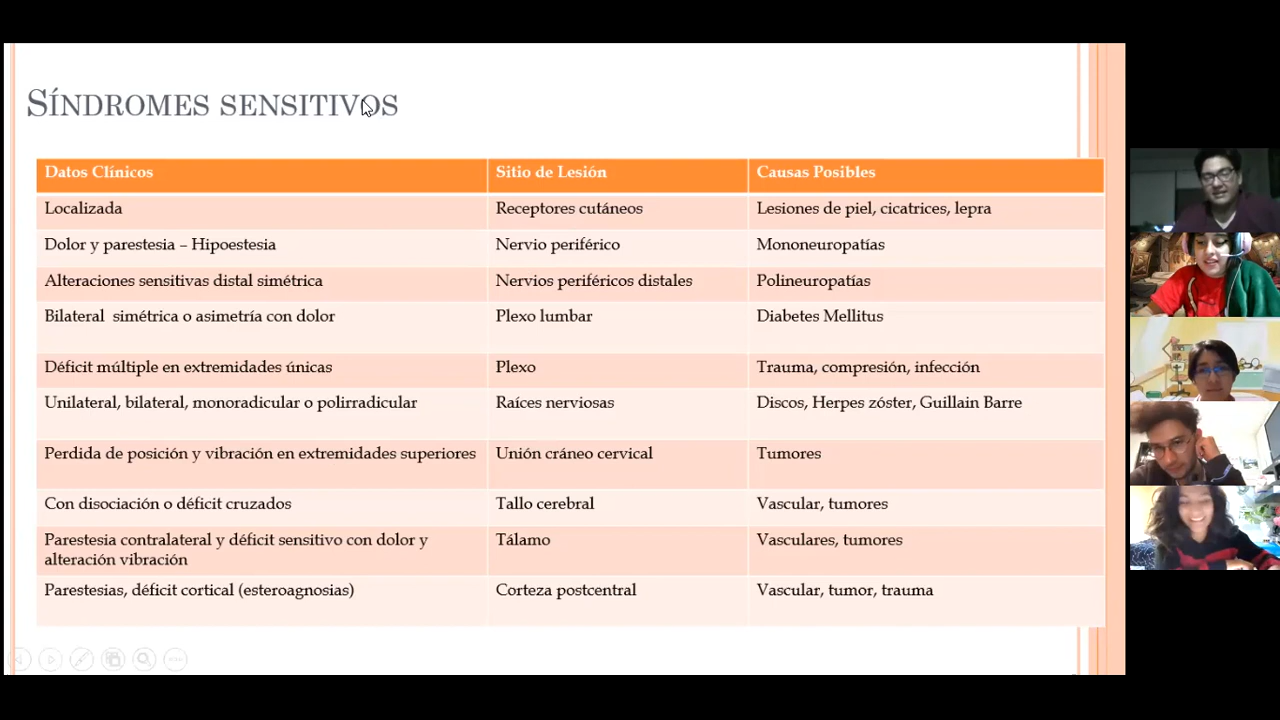 SÍNDROMES SENSITIVOS
Datos Clínicos Sitio de Lesión Causas Posibles
Localizada Receptores cutáneos Lesiones de piel, cicatrices, lepra
Dolor y parestesia – Hipoestesia Nervio periférico Mononeuropatías
Alteraciones sensitivas distal simétrica Nervios periféricos distales Polineuropatías
Bilateral simétrica o asimetría con dolor Plexo lumbar Diabetes Mellitus
Déficit múltiple en extremidades únicas Plexo Trauma, compresión, infección
Unilateral, bilateral, monoradicular o polirradicular Raíces nerviosas Discos, Herpes zóster, Guillain Barre
Perdida de posición y vibración en extremidades superiores Unión cráneo cervical Tumores
Con disociación o déficit cruzados Tallo cerebral Vascular, tumores
Parestesia contralateral y déficit sensitivo con dolor y Tálamo Vasculares, tumores
alteración vibración
Parestesias, déficit cortical (esteroagnosias) Corteza postcentral Vascular, tumor, trauma